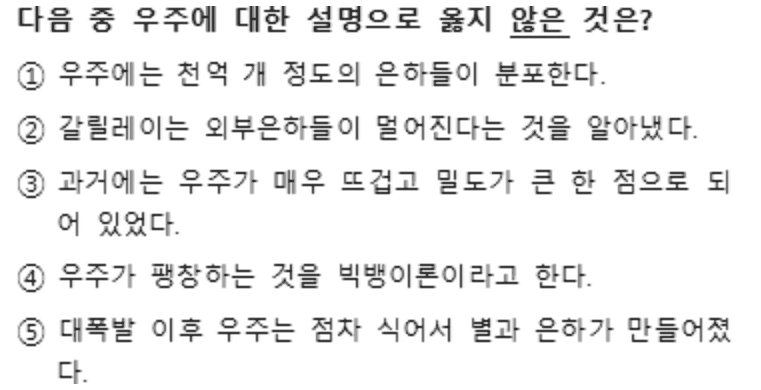 다음 중 우주에 대한 설명으로 옳지 않은 것은?
① 우주에는 천억 개 정도의 은하들이 분포한다.
② 갈릴레이는 외부은하들이 멀어진다는 것을 알아냈다.
③ 과거에는 우주가 매우 뜨겁고 밀도가 큰 한 점으로 되
어 있었다.
④ 우주가 팽창하는 것을 빅뱅이론이라고 한다.
⑤ 대폭발 이후 우주는 점차 식어서 별과 은하가 만들어졌
다.